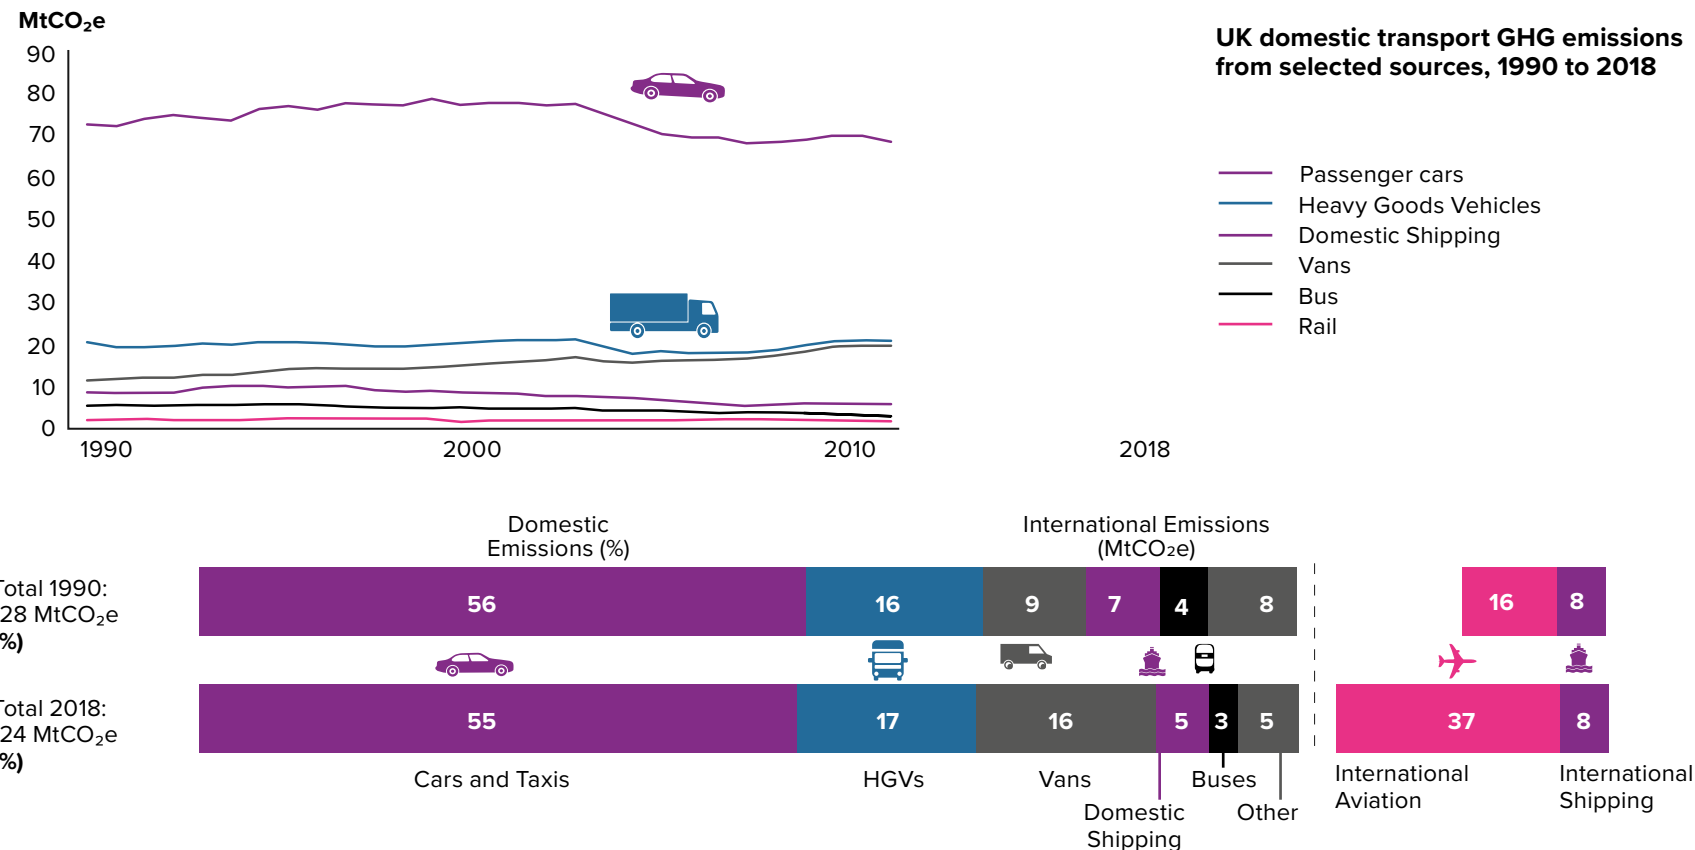 MtCO₂e
90
80
70
60
50
40
30
20
10
0
1990
2000
2010
2018
UK domestic transport GHG emissions
from selected sources, 1990 to 2018
Passenger cars
Heavy Goods Vehicles
Domestic Shipping
Vans
Bus
Rail
Domestic
Emissions (%)
International Emissions
(MtCO₂e)
Total 1990:
28 MtCO₂e
%)
56
16
9
7
4
8
16
8
Total 2018:
24 MtCO₂e
%)
55
17
16
5
3
5
37
8
Cars and Taxis
HGVs
Vans
Domestic
Shipping
Buses
Other
International
Aviation
International
Shipping